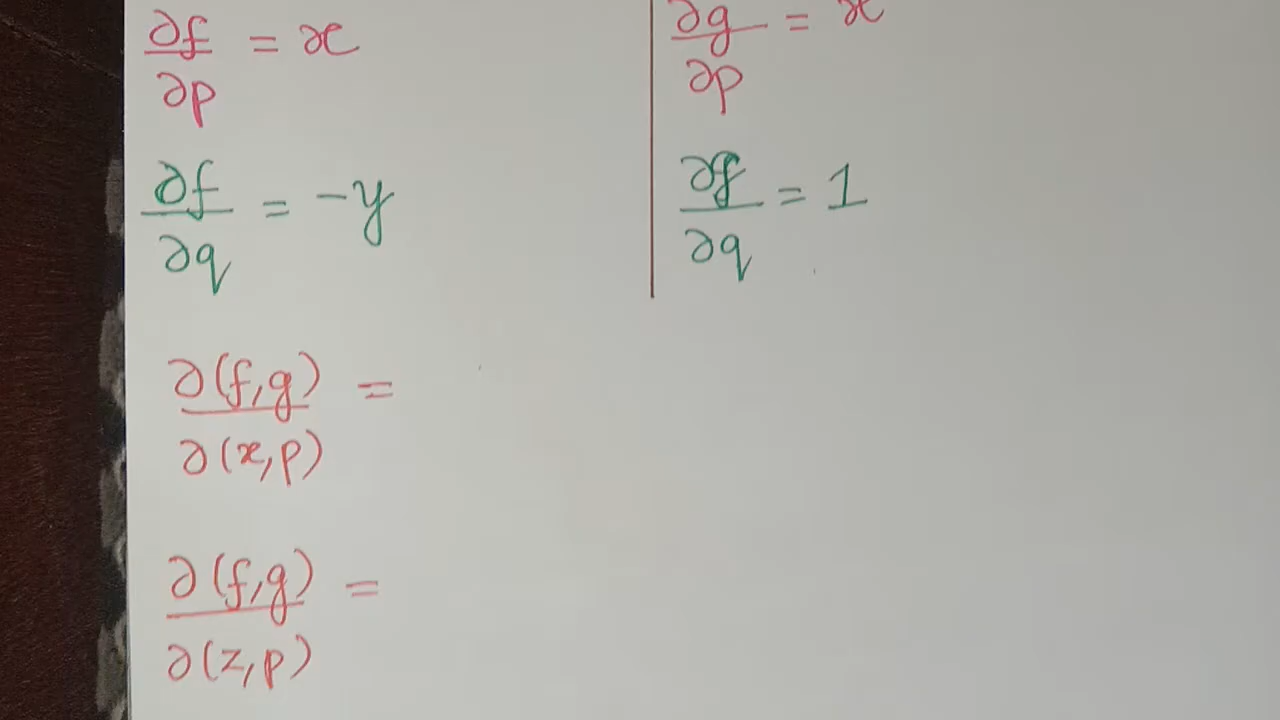 ∂f/∂p = x
∂f/∂q = -y
∂g/∂p = x
∂g/∂q = 1
∂(f,g)/∂(x,p) =
∂(f,g)/∂(z,p) =